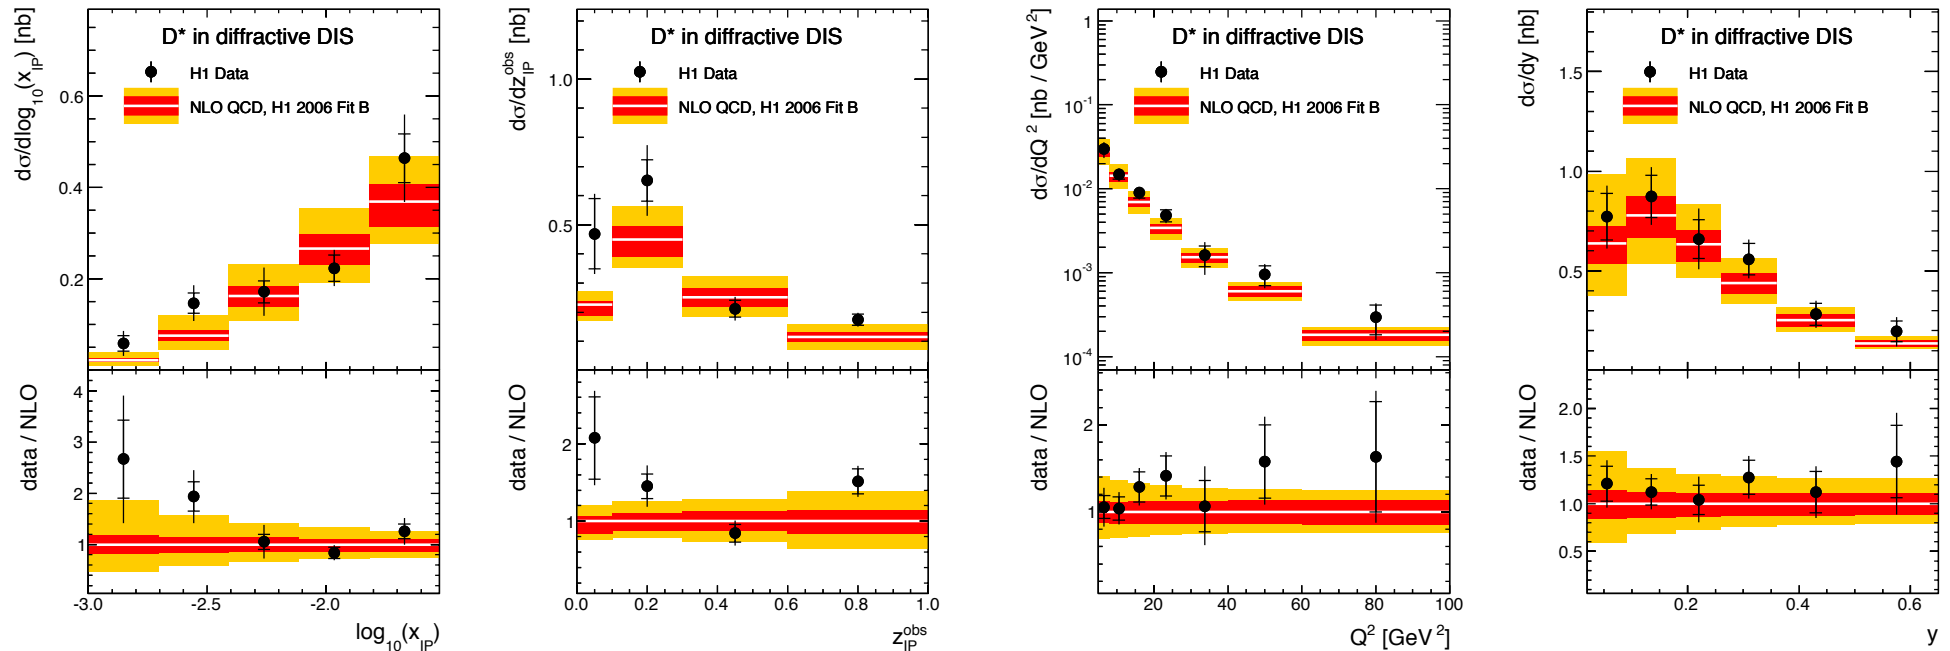 dσ/dlog₁₀(x_IP) [nb]
D* in diffractive DIS
H1 Data
NLO QCD, H1 2006 Fit B
0.6
0.4
0.2
data / NLO
4
3
2
1
-3.0 -2.5 -2.0
log₁₀(x_IP)
dσ/dz_IP^obs [nb]
D* in diffractive DIS
H1 Data
NLO QCD, H1 2006 Fit B
1.0
0.5
data / NLO
2
1
0.0 0.2 0.4 0.6 0.8 1.0
z_IP^obs
dσ/dQ² [nb / GeV²]
D* in diffractive DIS
H1 Data
NLO QCD, H1 2006 Fit B
1
10⁻¹
10⁻²
10⁻³
10⁻⁴
data / NLO
2
1
20 40 60 80 100
Q² [GeV²]
dσ/dy [nb]
D* in diffractive DIS
H1 Data
NLO QCD, H1 2006 Fit B
1.5
1.0
0.5
data / NLO
2.0
1.5
1.0
0.5
0.2 0.4 0.6
y